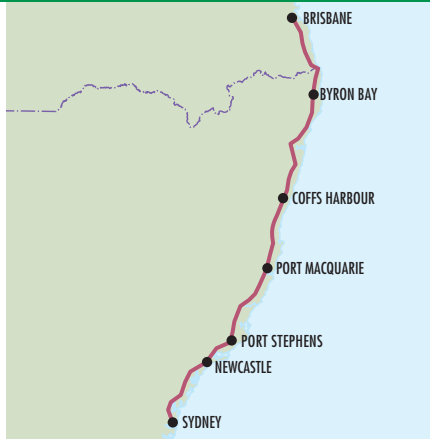 BRISBANE
BYRON BAY
COFFS HARBOUR
PORT MACQUARIE
PORT STEPHENS
NEWCASTLE
SYDNEY